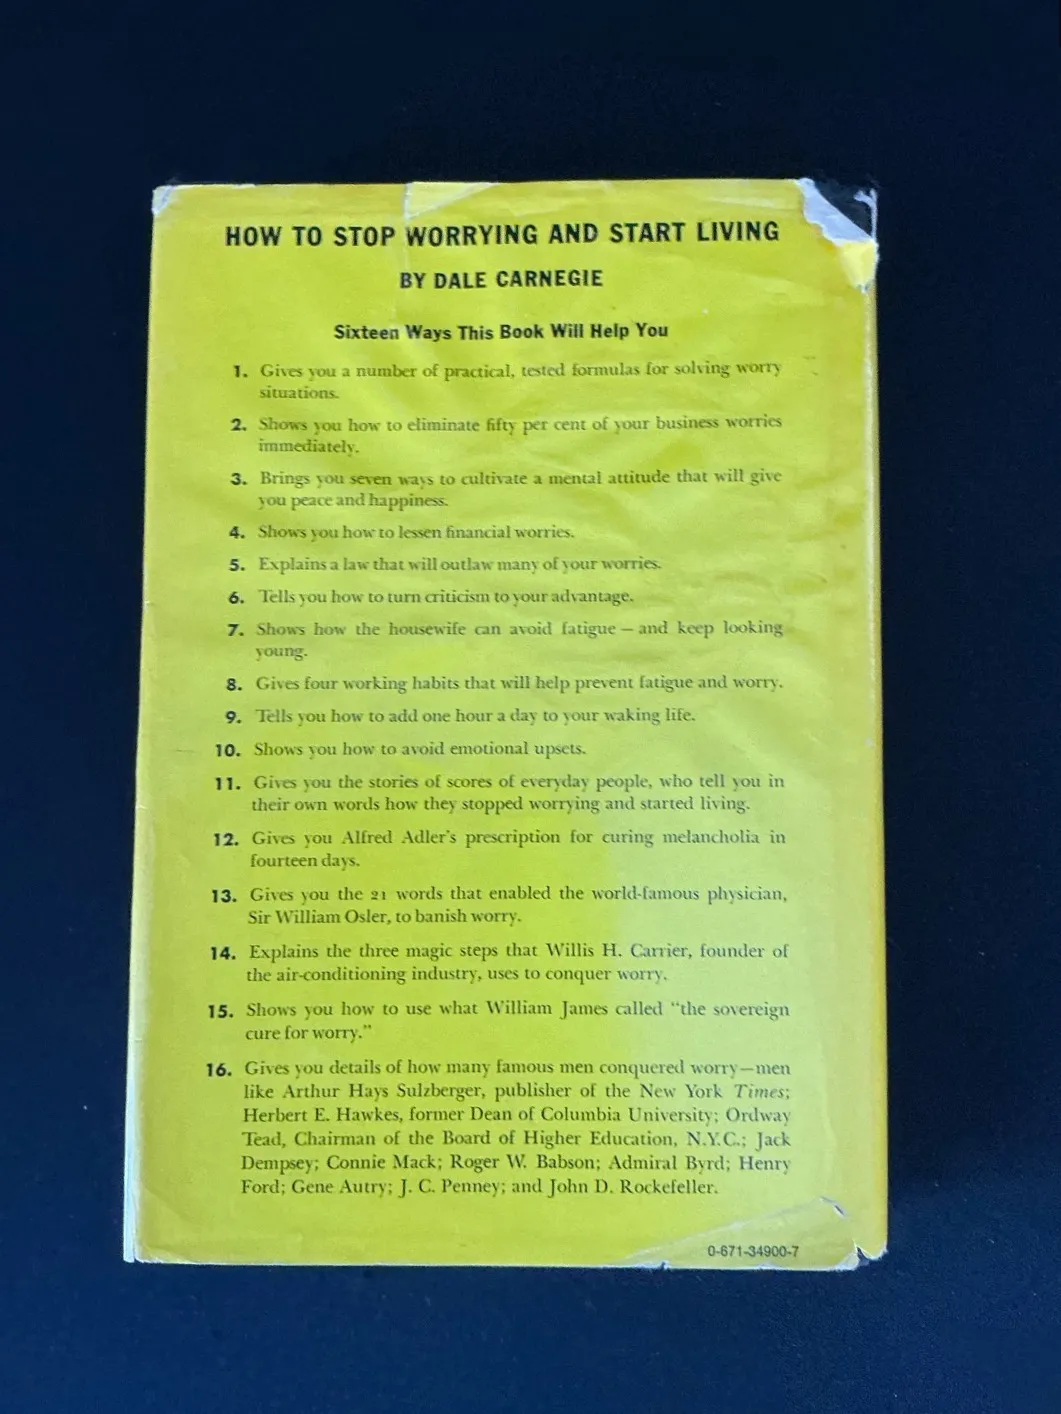 HOW TO STOP WORRYING AND START LIVING
BY DALE CARNEGIE
Sixteen Ways This Book Will Help You
1. Gives you a number of practical, tested formulas for solving worry
situations.
2. Shows you how to eliminate fifty per cent of your business worries
immediately.
3. Brings you seven ways to cultivate a mental attitude that will give
you peace and happiness.
4. Shows you how to lessen financial worries.
5. Explains a law that will outlaw many of your worries.
6. Tells you how to turn criticism to your advantage.
7. Shows how the housewife can avoid fatigue – and keep looking
young.
8. Gives four working habits that will help prevent fatigue and worry.
9. Tells you how to add one hour a day to your waking life.
10. Shows you how to avoid emotional upsets.
11. Gives you the stories of scores of everyday people, who tell you in
their own words how they stopped worrying and started living.
12. Gives you Alfred Adler's prescription for curing melancholia in
fourteen days.
13. Gives you the 21 words that enabled the world-famous physician,
Sir William Osler, to banish worry.
14. Explains the three magic steps that Willis H. Carrier, founder of
the air-conditioning industry, uses to conquer worry.
15. Shows you how to use what William James called "the sovereign
cure for worry."
16. Gives you details of how many famous men conquered worry—men
like Arthur Hays Sulzberger, publisher of the New York Times;
Herbert E. Hawkes, former Dean of Columbia University; Ordway
Tead, Chairman of the Board of Higher Education, N.Y.C.; Jack
Dempsey; Connie Mack; Roger W. Babson; Admiral Byrd; Henry
Ford; Gene Autry; J. C. Penney; and John D. Rockefeller.
0-671-34900-7